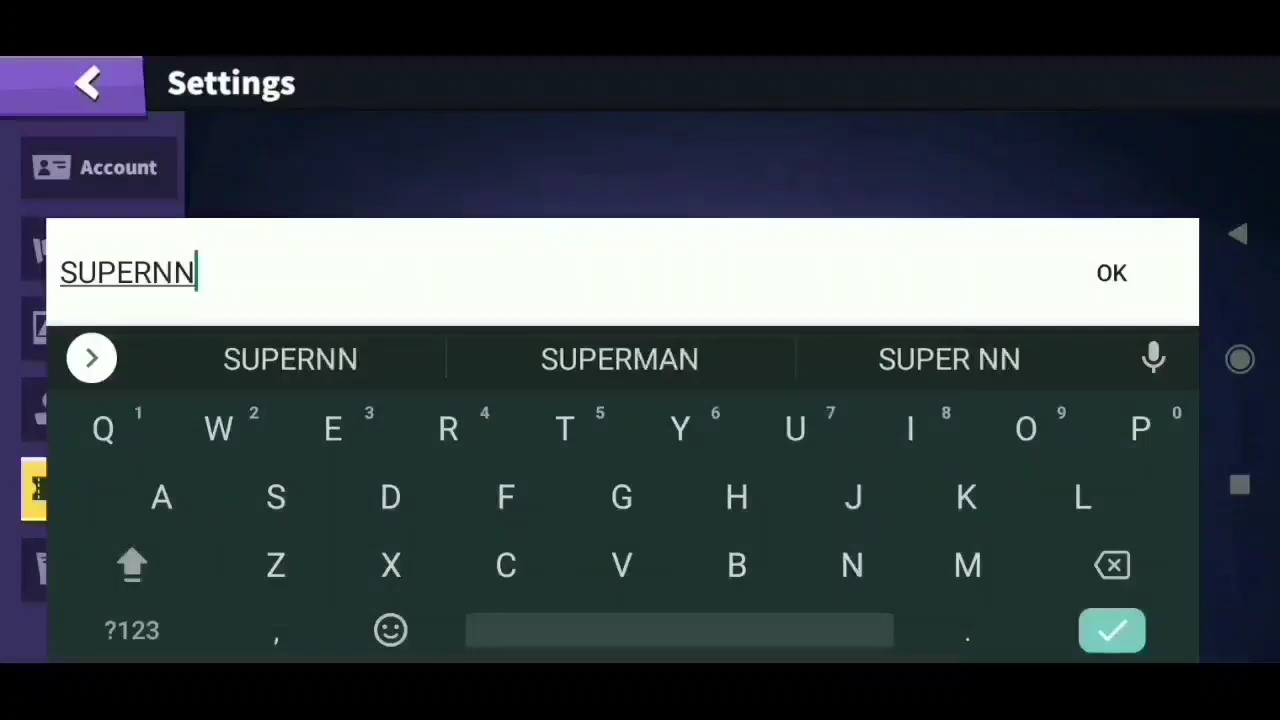 Settings
Account
SUPERNN
OK
SUPERNN SUPERMAN SUPER NN
Q 1 W 2 E 3 R 4 T 5 Y 6 U 7 I 8 O 9 P 0
A S D F G H J K L
Z X C V B N M
?123 , .